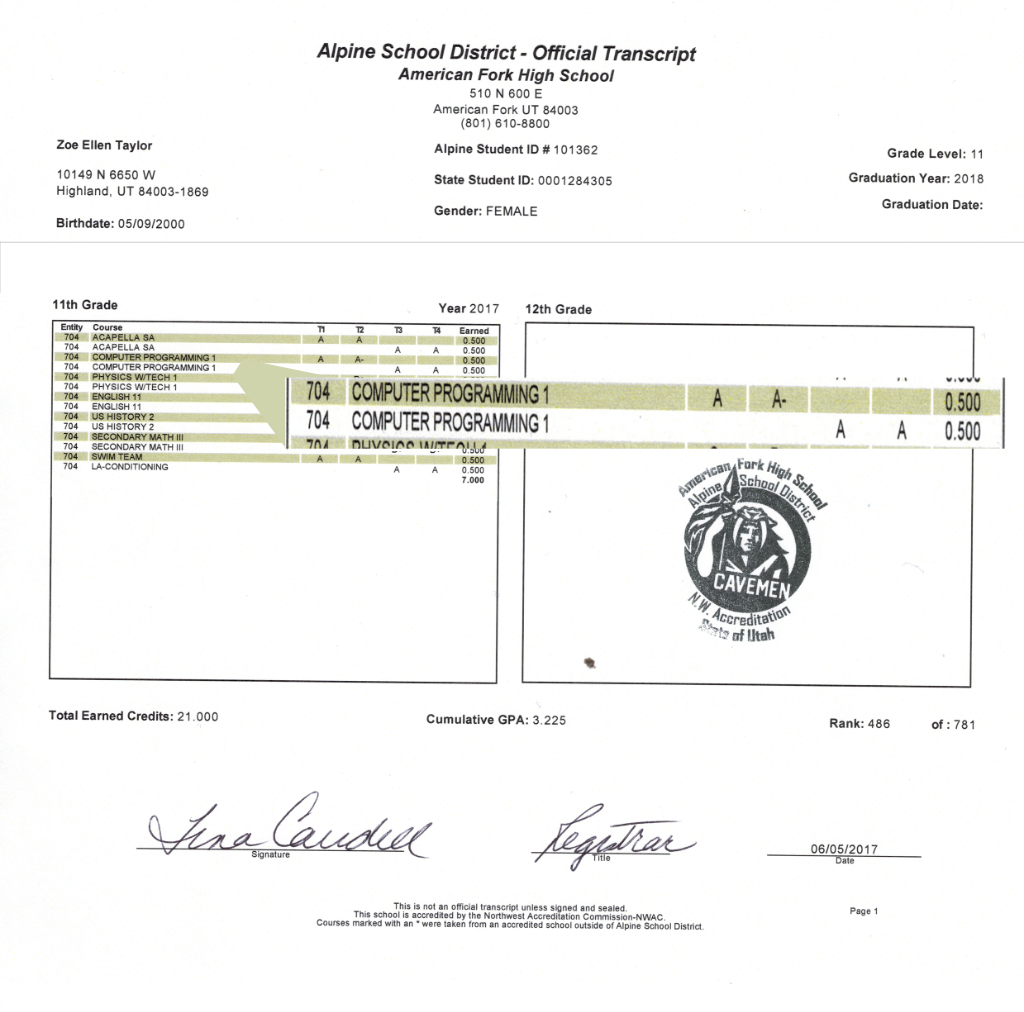 Alpine School District - Official Transcript
American Fork High School
510 N 600 E
American Fork UT 84003
(801) 610-8800
Zoe Ellen Taylor
10149 N 6650 W
Highland, UT 84003-1869
Birthdate: 05/09/2000
Alpine Student ID # 101362
State Student ID: 0001284305
Gender: FEMALE
Grade Level: 11
Graduation Year: 2018
Graduation Date:
11th Grade Year 2017
Entity Course T1 T2 T3 T4 Earned
704 ACAPELLA SA A A 0.500
704 ACAPELLA SA A A 0.500
704 COMPUTER PROGRAMMING 1 A A- 0.500
704 COMPUTER PROGRAMMING 1 A A 0.500
704 PHYSICS W/TECH 1
704 PHYSICS W/TECH 1
704 ENGLISH 11
704 ENGLISH 11
704 US HISTORY 2
704 US HISTORY 2
704 SECONDARY MATH III
704 SECONDARY MATH III 0.500
704 SWIM TEAM A A 0.500
704 LA-CONDITIONING A A 0.500
7.000
12th Grade
704 COMPUTER PROGRAMMING 1 A A- 0.500
704 COMPUTER PROGRAMMING 1 A A 0.500
American Fork High School
Alpine School District
CAVEMEN
N.W. Accreditation
State of Utah
Total Earned Credits: 21.000
Cumulative GPA: 3.225
Rank: 486 of: 781
Tina Caudell
Signature
Registrar
Title
06/05/2017
Date
This is not an official transcript unless signed and sealed.
This school is accredited by the Northwest Accreditation Commission-NWAC.
Courses marked with an * were taken from an accredited school outside of Alpine School District.
Page 1